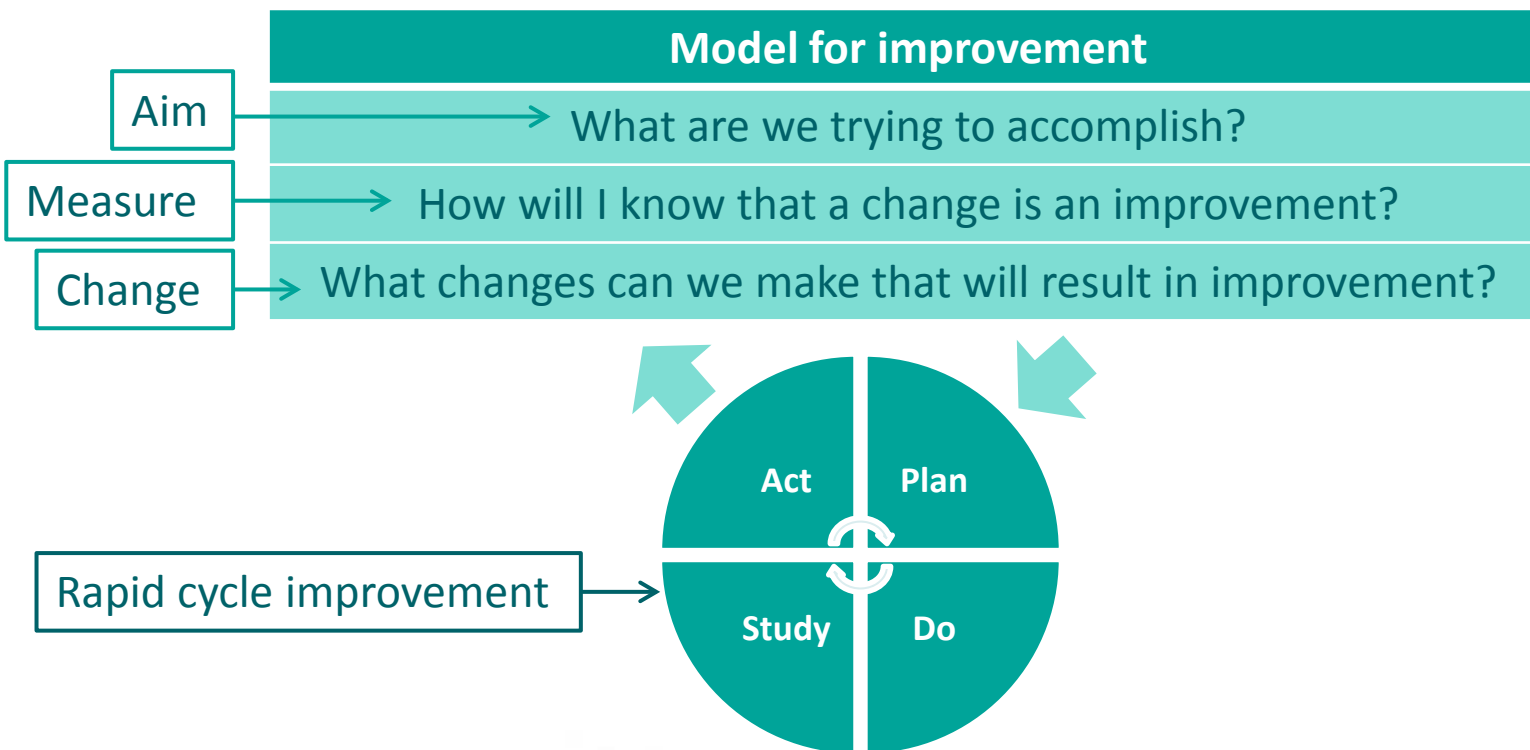 Model for improvement
Aim
What are we trying to accomplish?
Measure
How will I know that a change is an improvement?
Change
What changes can we make that will result in improvement?
Act
Plan
Rapid cycle improvement
Study
Do